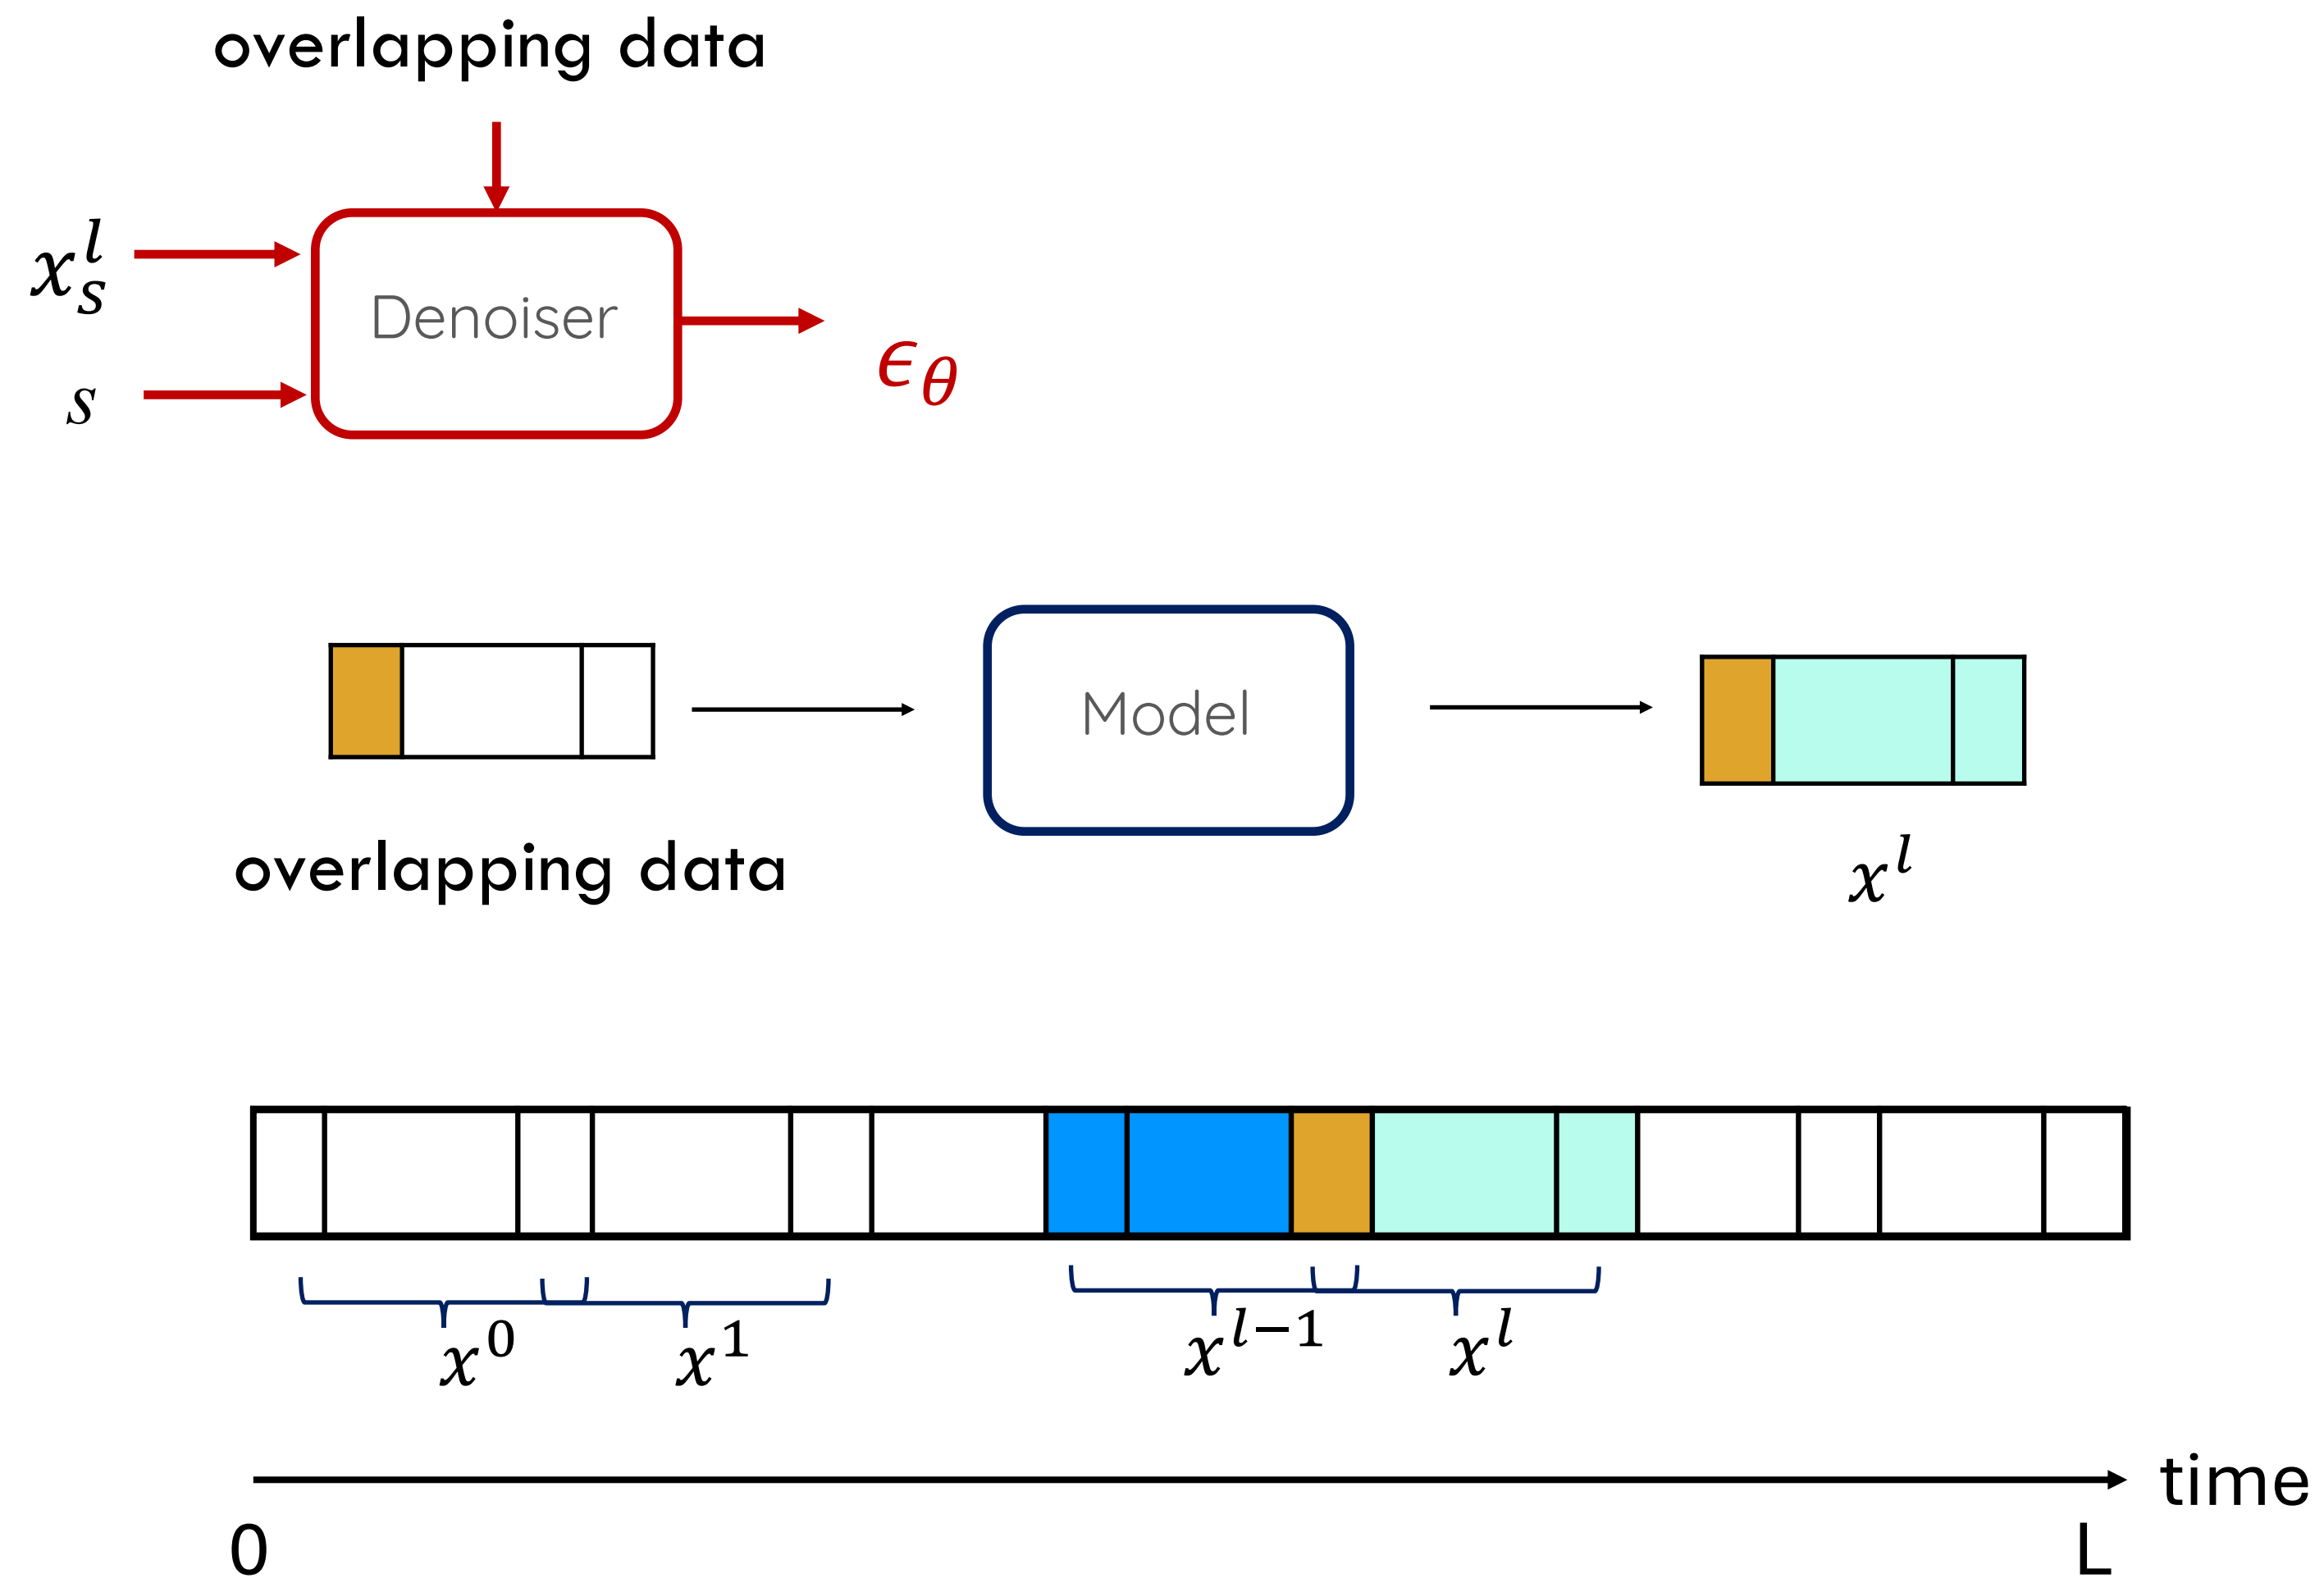 overlapping data
x_s^l
Denoiser
s
ϵ_θ
Model
overlapping data
x^l
x^0
x^1
x^{l−1}
x^l
time
0
L